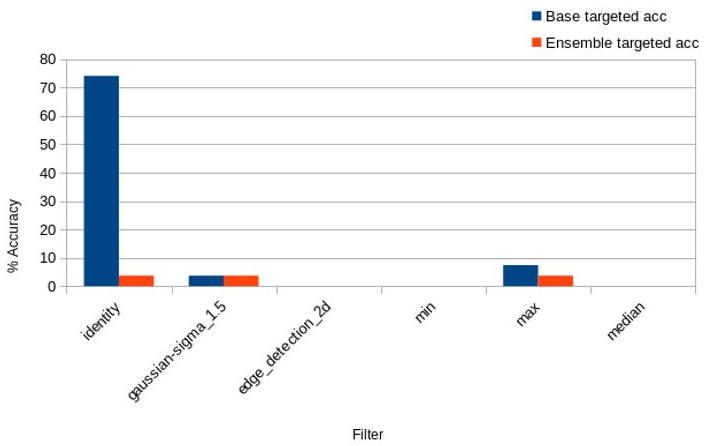 Base targeted acc
Ensemble targeted acc
80
70
60
50
40
30
20
10
0
% Accuracy
identity
gaussian-sigma_1.5
edge_detection_2d
min
max
median
Filter